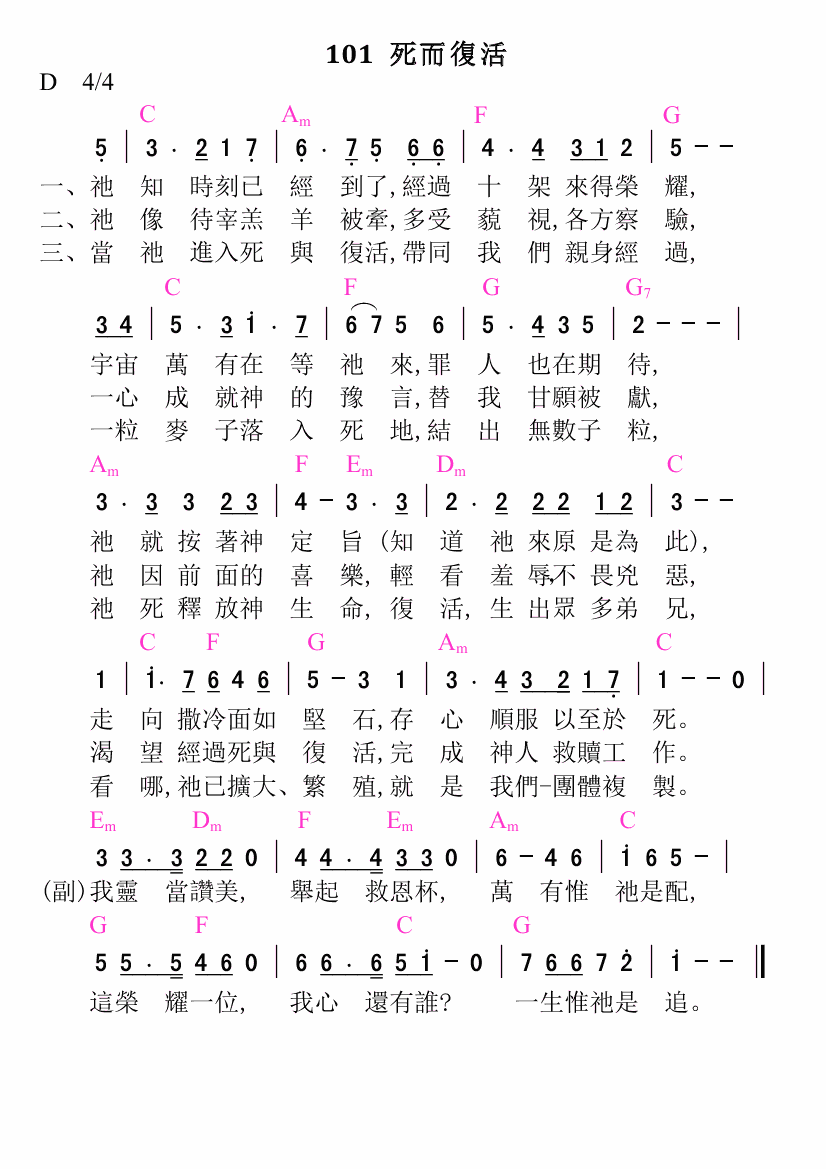 101 死而復活
D 4/4
C Am F G
5 | 3 · 2 1 7 | 6 · 7 5 6 6 | 4 · 4 3 1 2 | 5 - -
一、祂 知 時刻已 經 到了,經過 十 架 來得榮 耀,
二、祂 像 待宰羔 羊 被牽,多受 藐 視,各方察 驗,
三、當 祂 進入死 與 復活,帶同 我 們 親身經 過,
C F G G7
3 4 | 5 · 3 i · 7 | 6 7 5 6 | 5 · 4 3 5 | 2 - - - |
宇宙 萬 有在 等 祂 來,罪 人 也在期 待,
一心 成 就神 的 豫 言,替 我 甘願被 獻,
一粒 麥 子落 入 死 地,結 出 無數子 粒,
Am F Em Dm C
3 · 3 3 2 3 | 4 - 3 · 3 | 2 · 2 2 2 1 2 | 3 - -
祂 就 按 著神 定 旨 (知 道 祂 來原 是為 此),
祂 因 前 面的 喜 樂, 輕 看 羞 辱,不 畏兇 惡,
祂 死 釋 放神 生 命, 復 活, 生 出眾 多弟 兄,
C F G Am C
1 | i · 7 6 4 6 | 5 - 3 1 | 3 · 4 3 2 1 7 | 1 - - 0 |
走 向 撒冷面如 堅 石,存 心 順服 以至於 死。
渴 望 經過死與 復 活,完 成 神人 救贖工 作。
看 哪,祂已擴大、繁 殖,就 是 我們-團體複 製。
Em Dm F Em Am C
3 3 · 3 2 2 0 | 4 4 · 4 3 3 0 | 6 - 4 6 | i 6 5 - |
(副)我靈 當讚美, 舉起 救恩杯, 萬 有惟 祂是配,
G F C G
5 5 · 5 4 6 0 | 6 6 · 6 5 i - 0 | 7 6 6 7 2 | i - - ‖
這榮 耀一位, 我心 還有誰? 一生惟祂是 追。